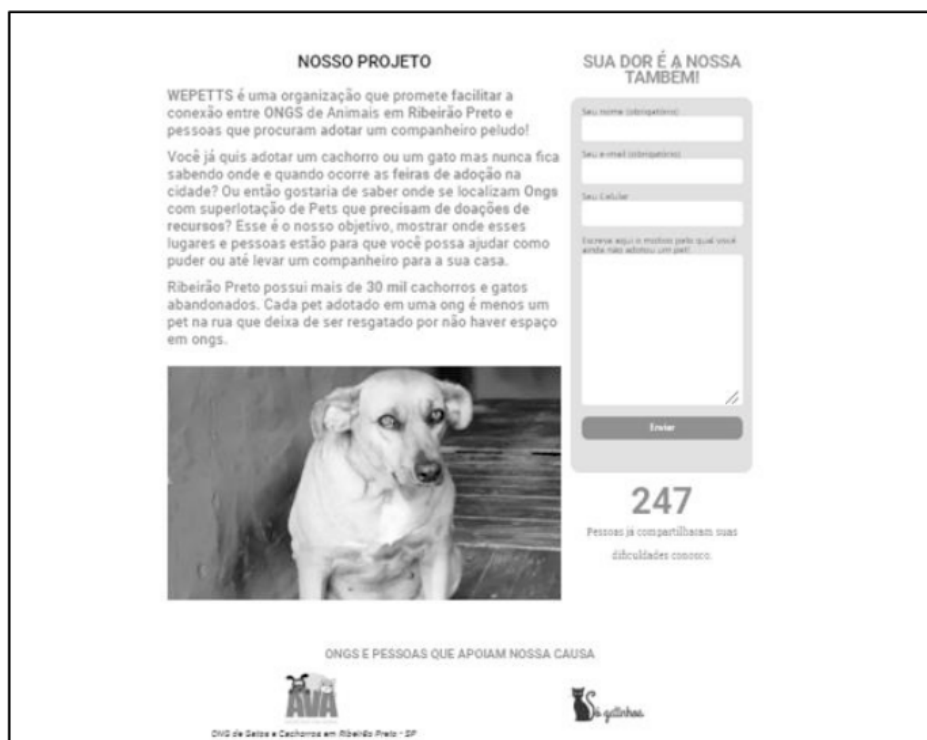 NOSSO PROJETO
WEPETTS é uma organização que promete facilitar a
conexão entre ONGS de Animais em Ribeirão Preto e
pessoas que procuram adotar um companheiro peludo!
Você já quis adotar um cachorro ou um gato mas nunca fica
sabendo onde e quando ocorre as feiras de adoção na
cidade? Ou então gostaria de saber onde se localizam Ongs
com superlotação de Pets que precisam de doações de
recursos? Esse é o nosso objetivo, mostrar onde esses
lugares e pessoas estão para que você possa ajudar como
puder ou até levar um companheiro para a sua casa.
Ribeirão Preto possui mais de 30 mil cachorros e gatos
abandonados. Cada pet adotado em uma ong é menos um
pet na rua que deixa de ser resgatado por não haver espaço
em ongs.
SUA DOR É A NOSSA
TAMBÉM!
Seu nome (obrigatório)
Seu e-mail (obrigatório)
Seu Celular
Escreva aqui o motivo pelo qual você
ainda não adotou um pet!
Enviar
247
Pessoas já compartilharam suas
dificuldades conosco.
ONGS E PESSOAS QUE APOIAM NOSSA CAUSA
AVA
ONG de Gatos e Cachorros em Ribeirão Preto - SP
Só gatinhos